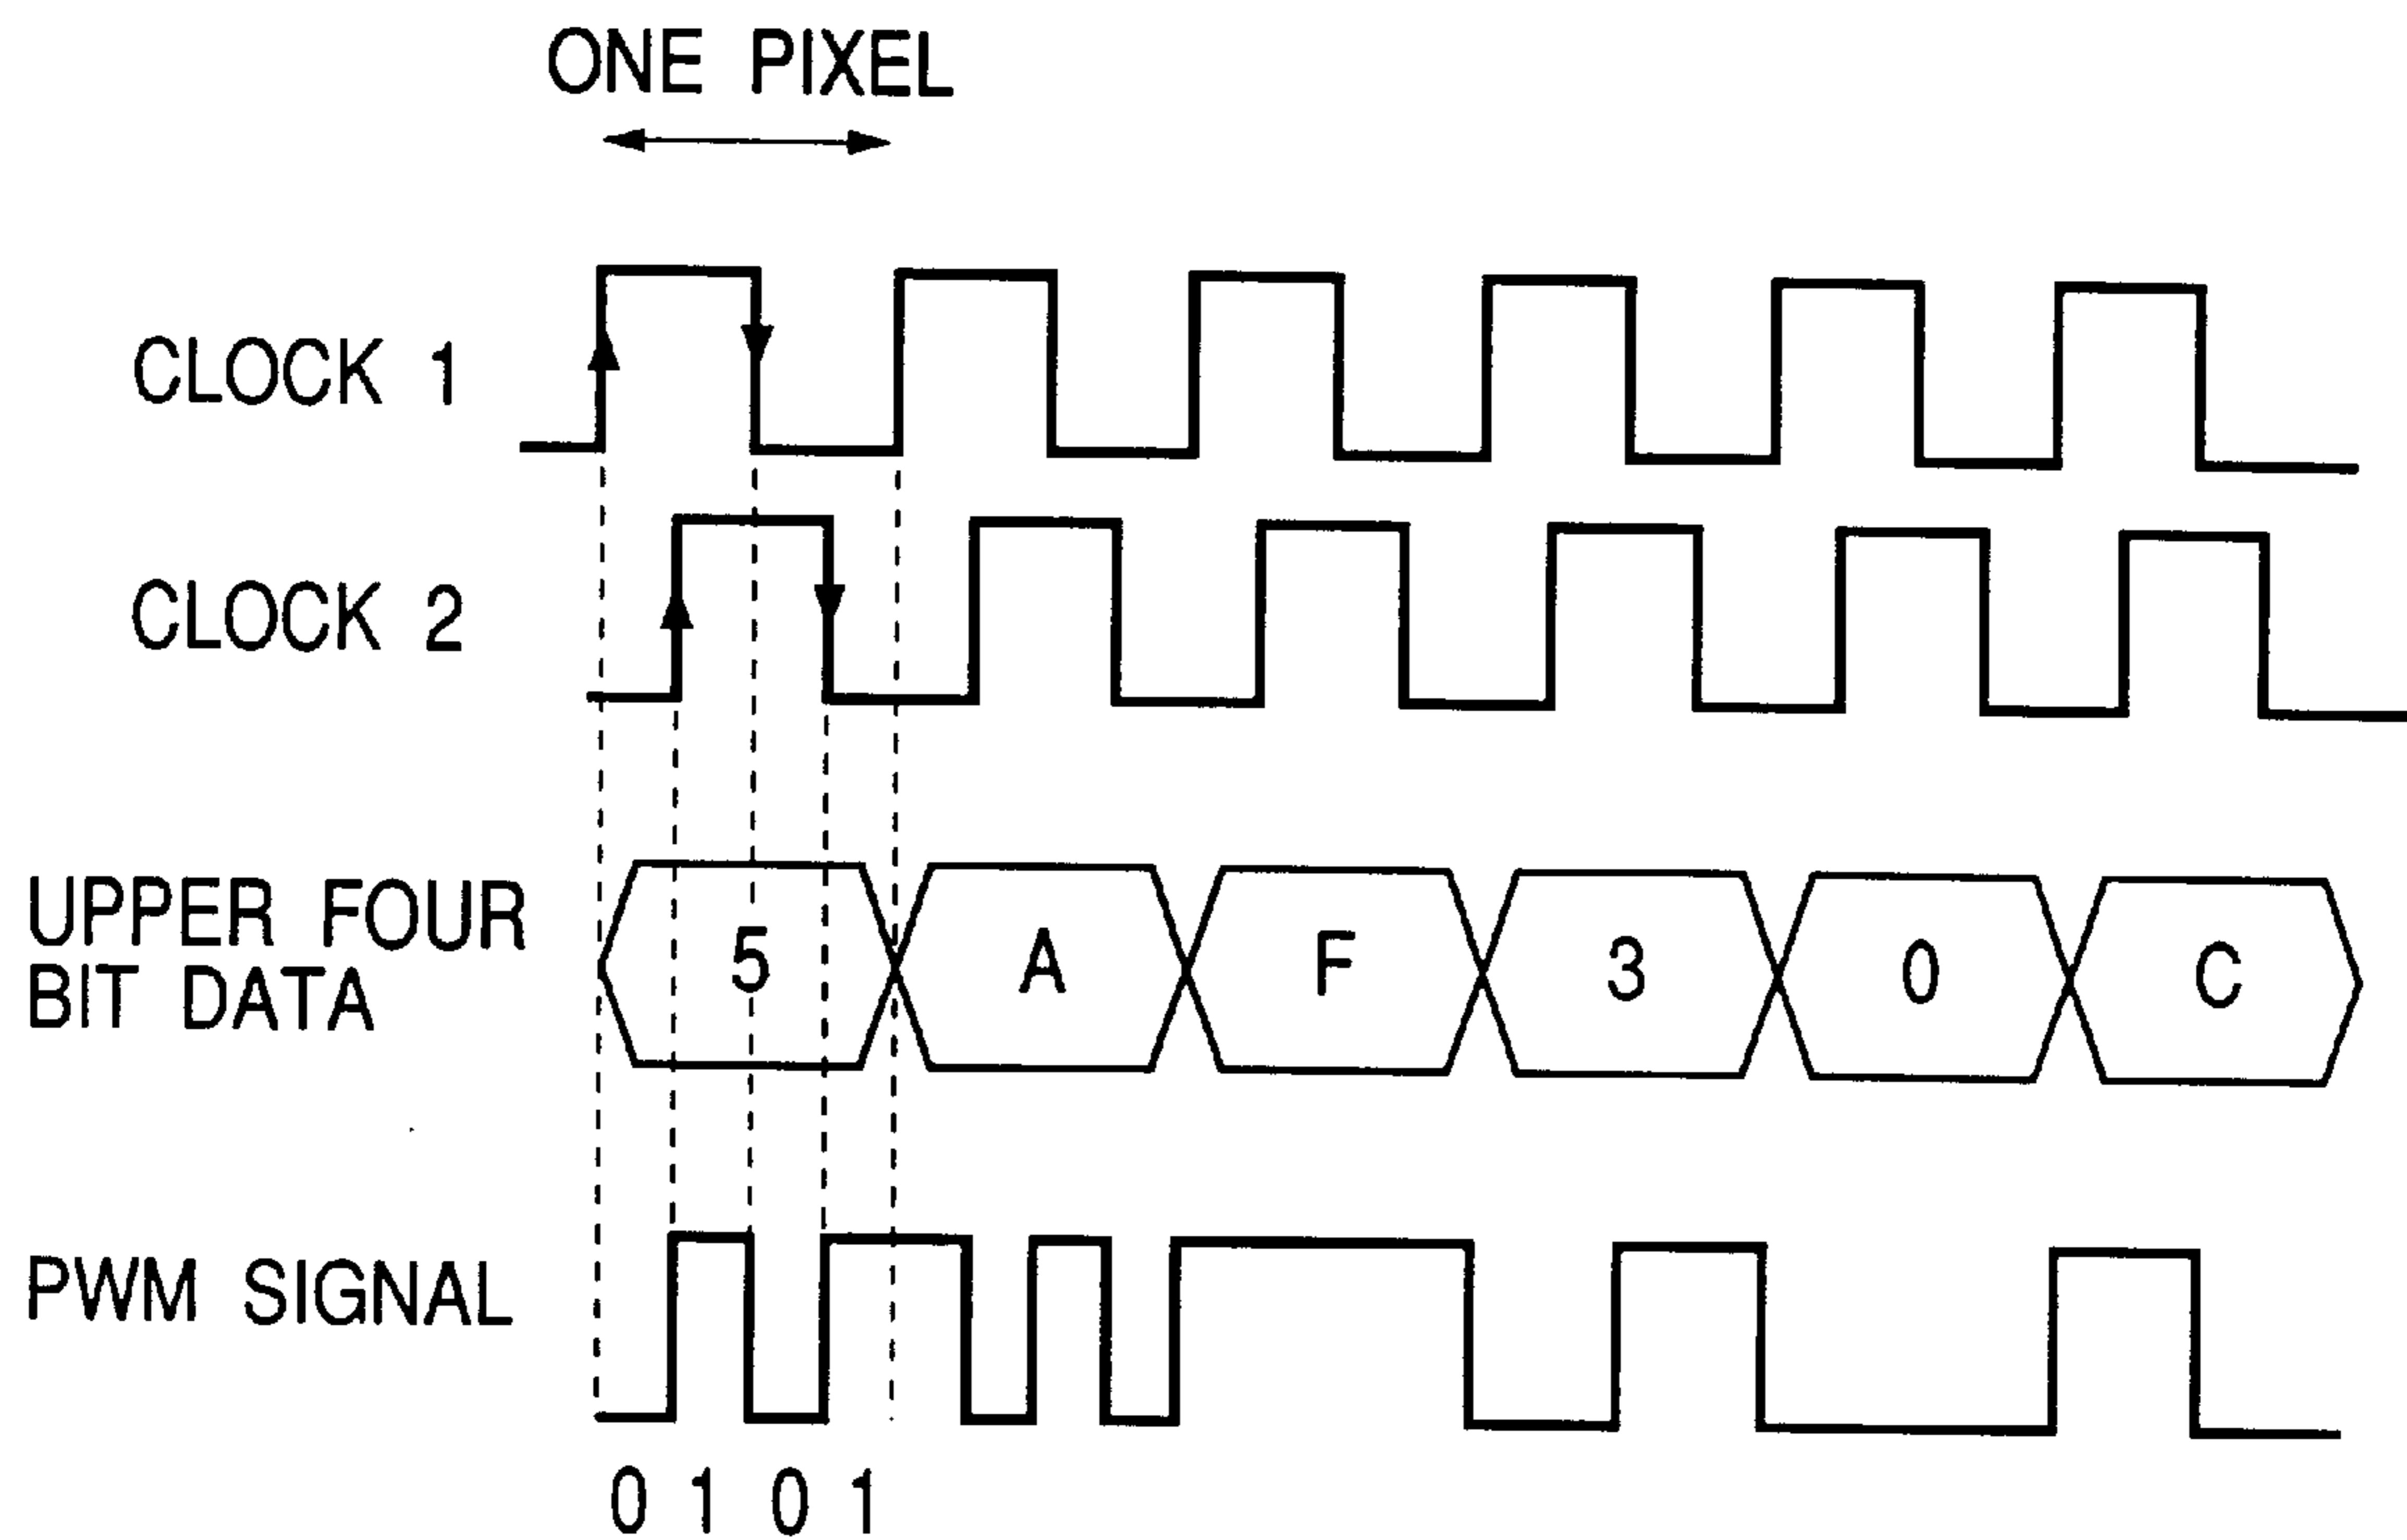 ONE PIXEL
CLOCK 1
CLOCK 2
UPPER FOUR
BIT DATA
5 A F 3 0 C
PWM SIGNAL
0 1 0 1